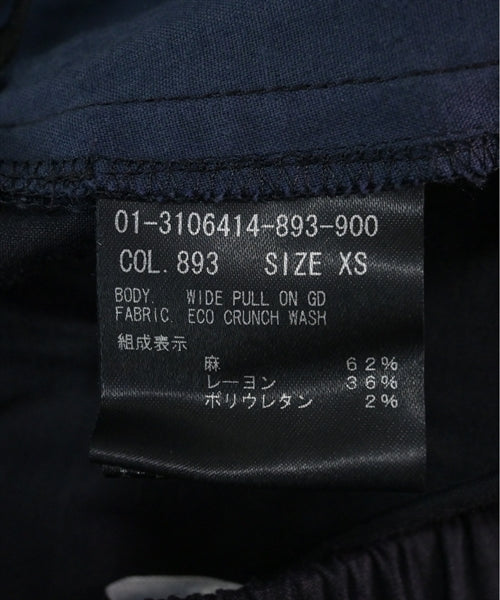 01-3106414-893-900
COL. 893 SIZE XS
BODY. WIDE PULL ON GD
FABRIC. ECO CRUNCH WASH
組成表示
麻 62%
レーヨン 36%
ポリウレタン 2%